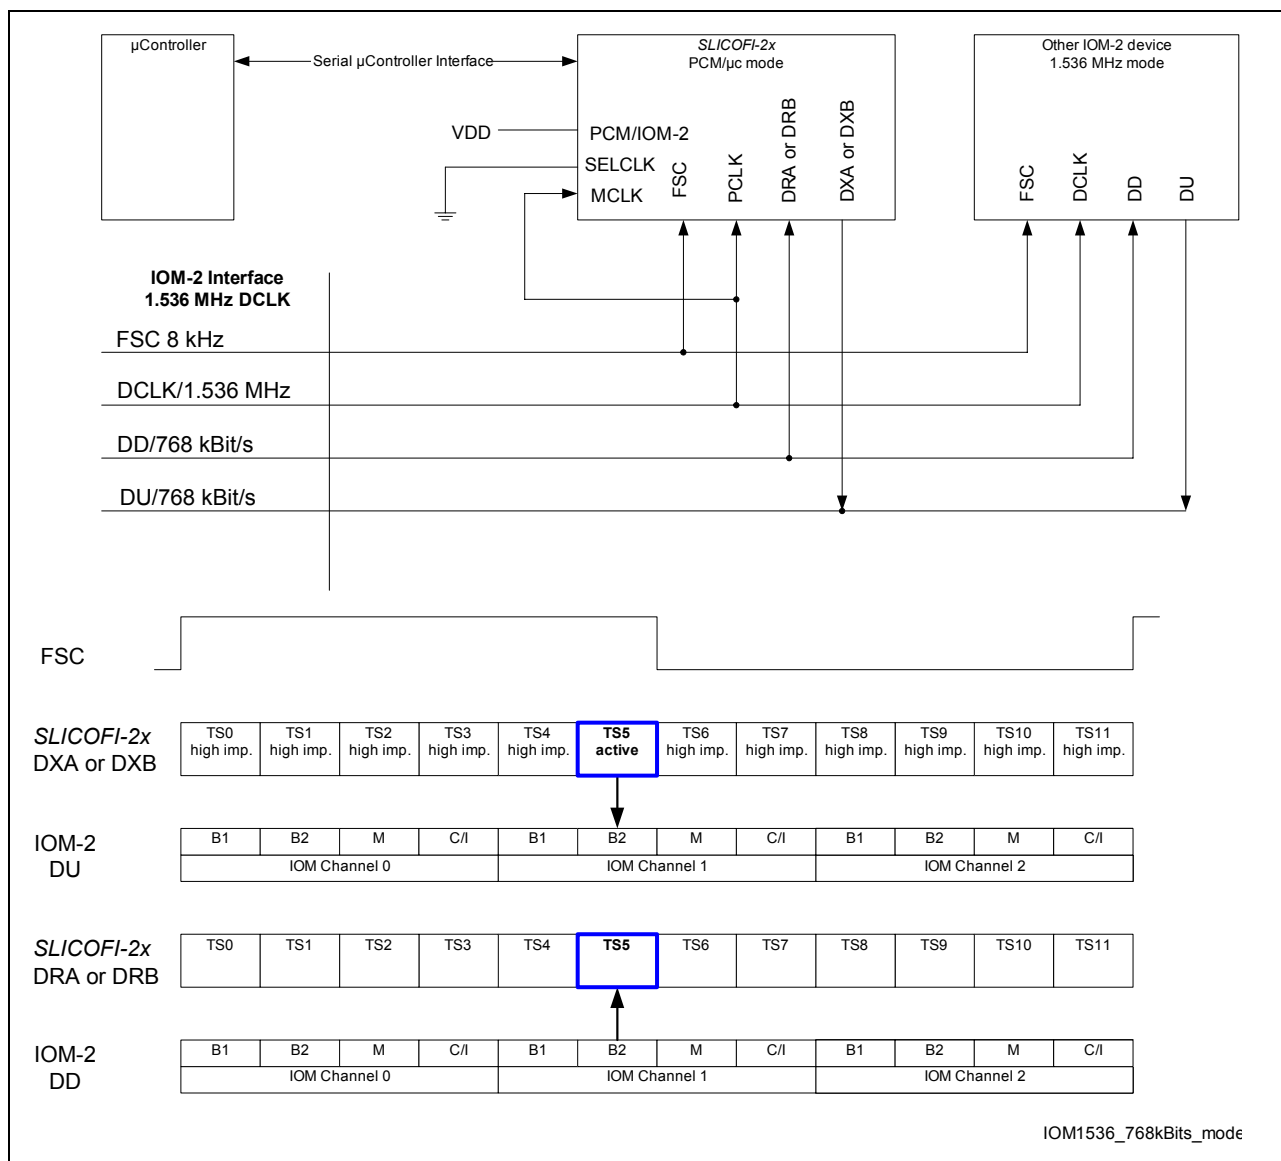 µController
Serial µController Interface
SLICOFI-2x
PCM/µc mode
Other IOM-2 device
1.536 MHz mode
VDD
PCM/IOM-2
SELCLK
MCLK
FSC
PCLK
DRA or DRB
DXA or DXB
FSC
DCLK
DD
DU
IOM-2 Interface
1.536 MHz DCLK
FSC 8 kHz
DCLK/1.536 MHz
DD/768 kBit/s
DU/768 kBit/s
FSC
SLICOFI-2x
DXA or DXB
TS0 TS1 TS2 TS3 TS4 TS5 TS6 TS7 TS8 TS9 TS10 TS11
high imp. high imp. high imp. high imp. high imp. active high imp. high imp. high imp. high imp. high imp. high imp.
IOM-2
DU
B1 B2 M C/I B1 B2 M C/I B1 B2 M C/I
IOM Channel 0 IOM Channel 1 IOM Channel 2
SLICOFI-2x
DRA or DRB
TS0 TS1 TS2 TS3 TS4 TS5 TS6 TS7 TS8 TS9 TS10 TS11
IOM-2
DD
B1 B2 M C/I B1 B2 M C/I B1 B2 M C/I
IOM Channel 0 IOM Channel 1 IOM Channel 2
IOM1536_768kBits_mode